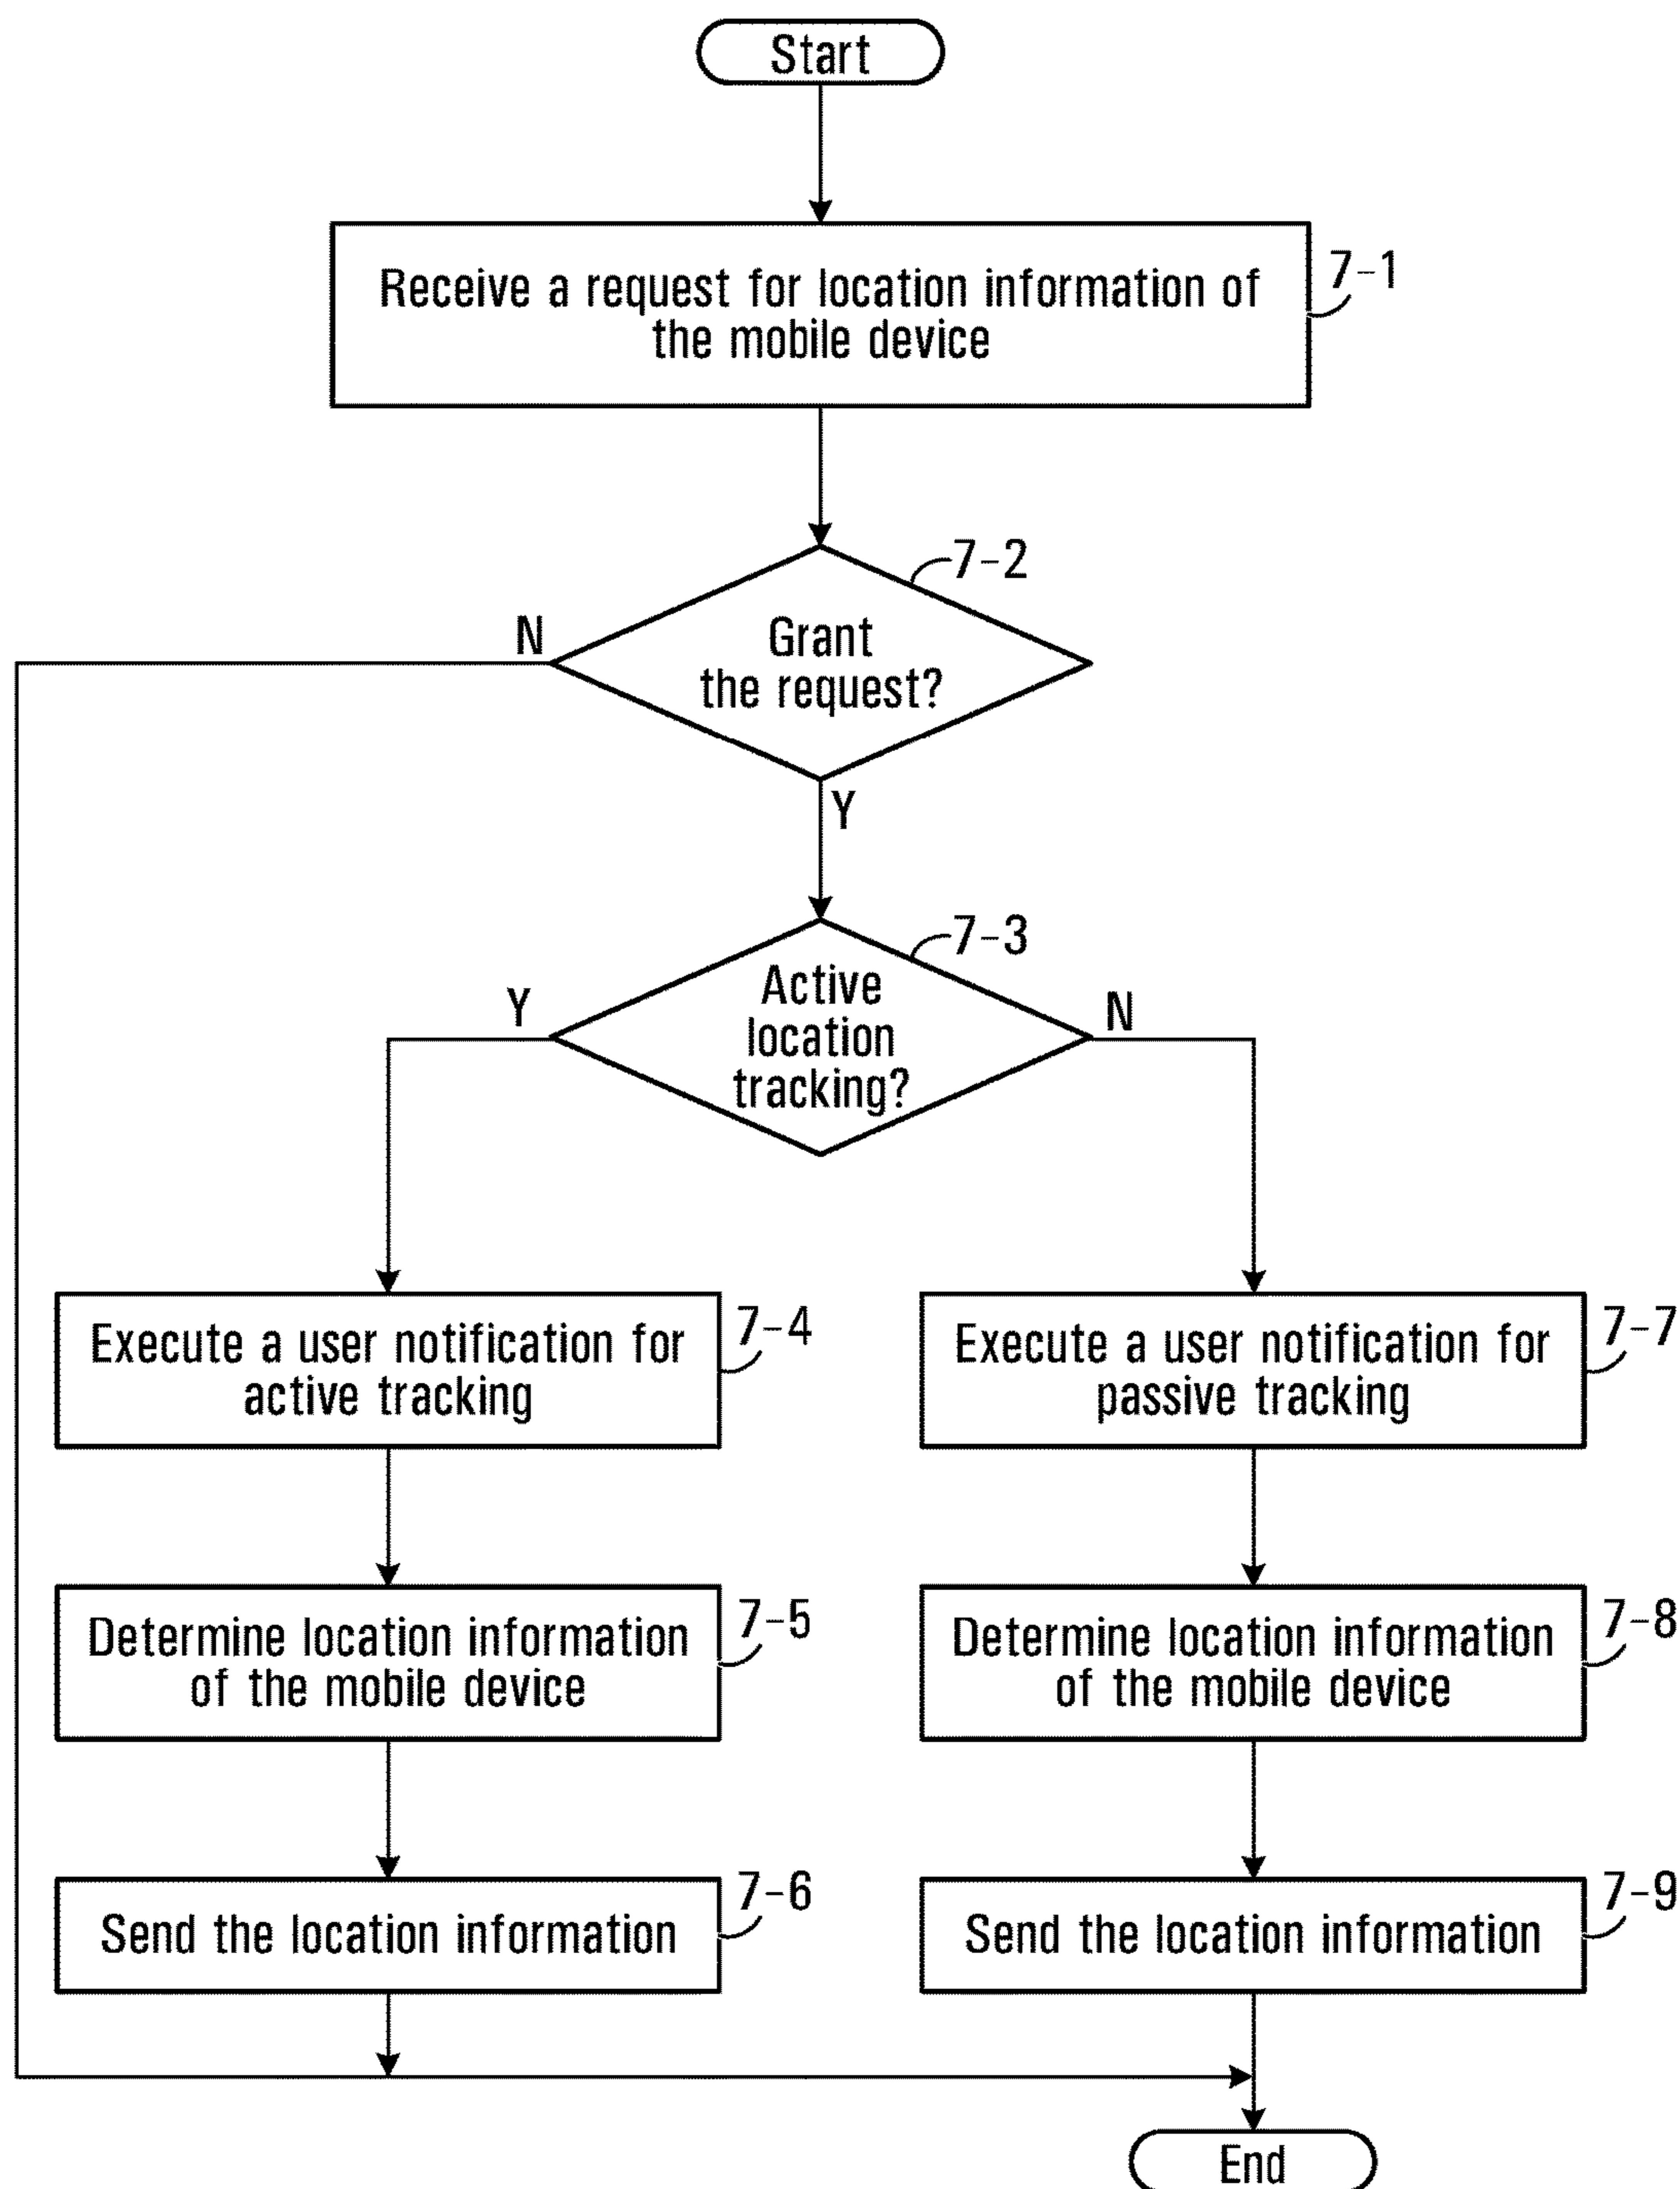 Start
Receive a request for location information of
the mobile device
7-1
7-2
Grant
the request?
N
Y
7-3
Active
location
tracking?
Y
N
Execute a user notification for
active tracking
7-4
Execute a user notification for
passive tracking
7-7
Determine location information
of the mobile device
7-5
Determine location information
of the mobile device
7-8
Send the location information
7-6
Send the location information
7-9
End